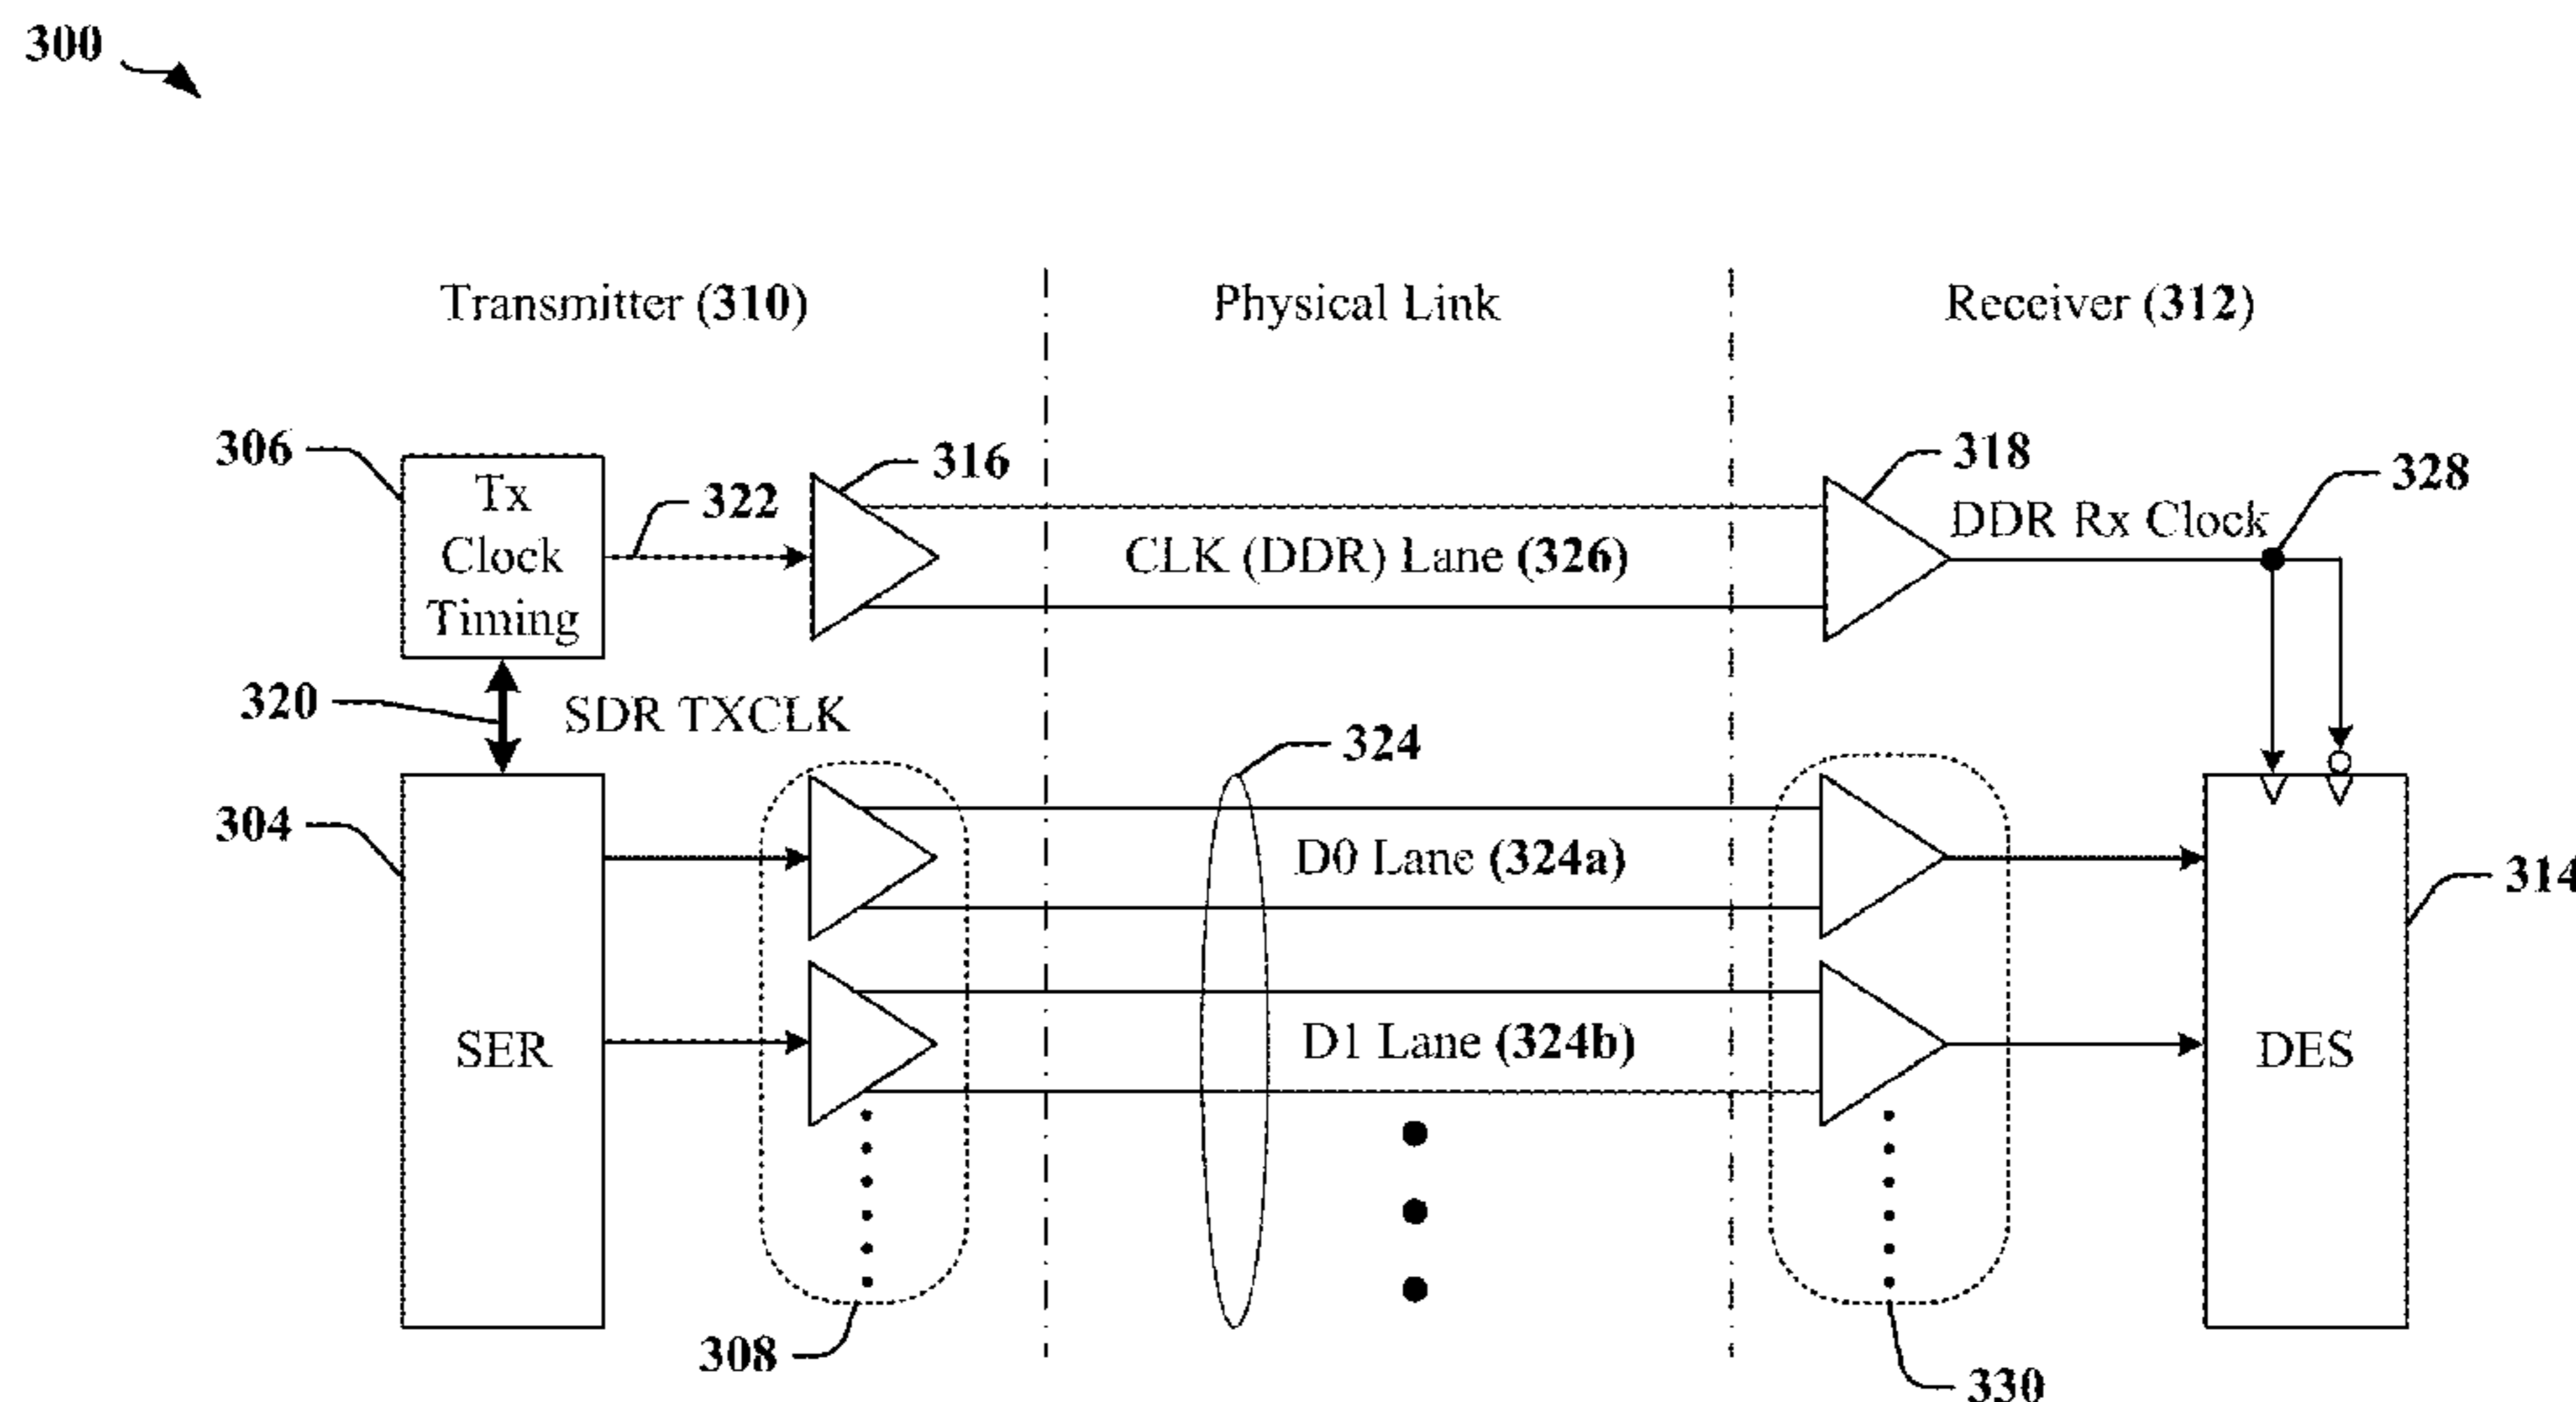 300
Transmitter (310)
Physical Link
Receiver (312)
306
Tx
Clock
Timing
322
316
CLK (DDR) Lane (326)
318
DDR Rx Clock
328
320
SDR TXCLK
324
304
D0 Lane (324a)
314
SER
D1 Lane (324b)
DES
308
330